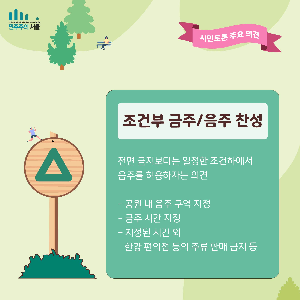 민주주의 서울
시민토론 주요 의견
조건부 금주/음주 찬성
전면 금지보다는 일정한 조건하에서
음주를 허용하자는 의견
- 공원 내 음주 구역 지정
- 금주 시간 지정
- 지정된 시간 외
한강 편의점 등의 주류 판매 금지 등